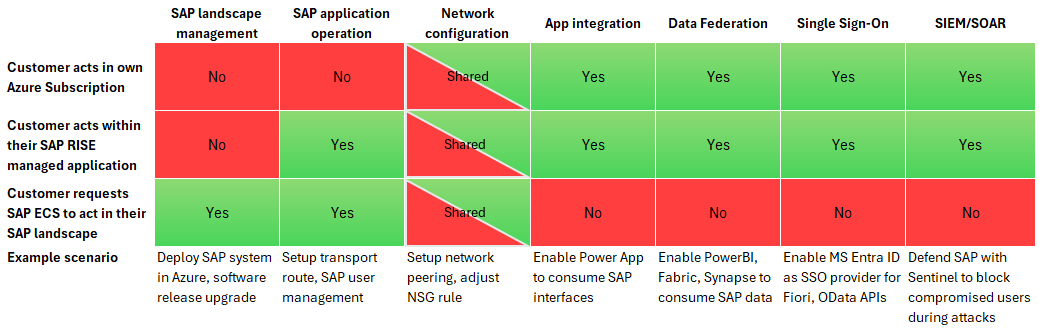 SAP landscape
management
SAP application
operation
Network
configuration
App integration
Data Federation
Single Sign-On
SIEM/SOAR
Customer acts in own
Azure Subscription
No
No
Shared
Yes
Yes
Yes
Yes
Customer acts within
their SAP RISE
managed application
No
Yes
Shared
Yes
Yes
Yes
Yes
Customer requests
SAP ECS to act in their
SAP landscape
Yes
Yes
Shared
No
No
No
No
Example scenario
Deploy SAP system
in Azure, software
release upgrade
Setup transport
route, SAP user
management
Setup network
peering, adjust
NSG rule
Enable Power App
to consume SAP
interfaces
Enable PowerBI,
Fabric, Synapse to
consume SAP data
Enable MS Entra ID
as SSO provider for
Fiori, OData APIs
Defend SAP with
Sentinel to block
compromised users
during attacks